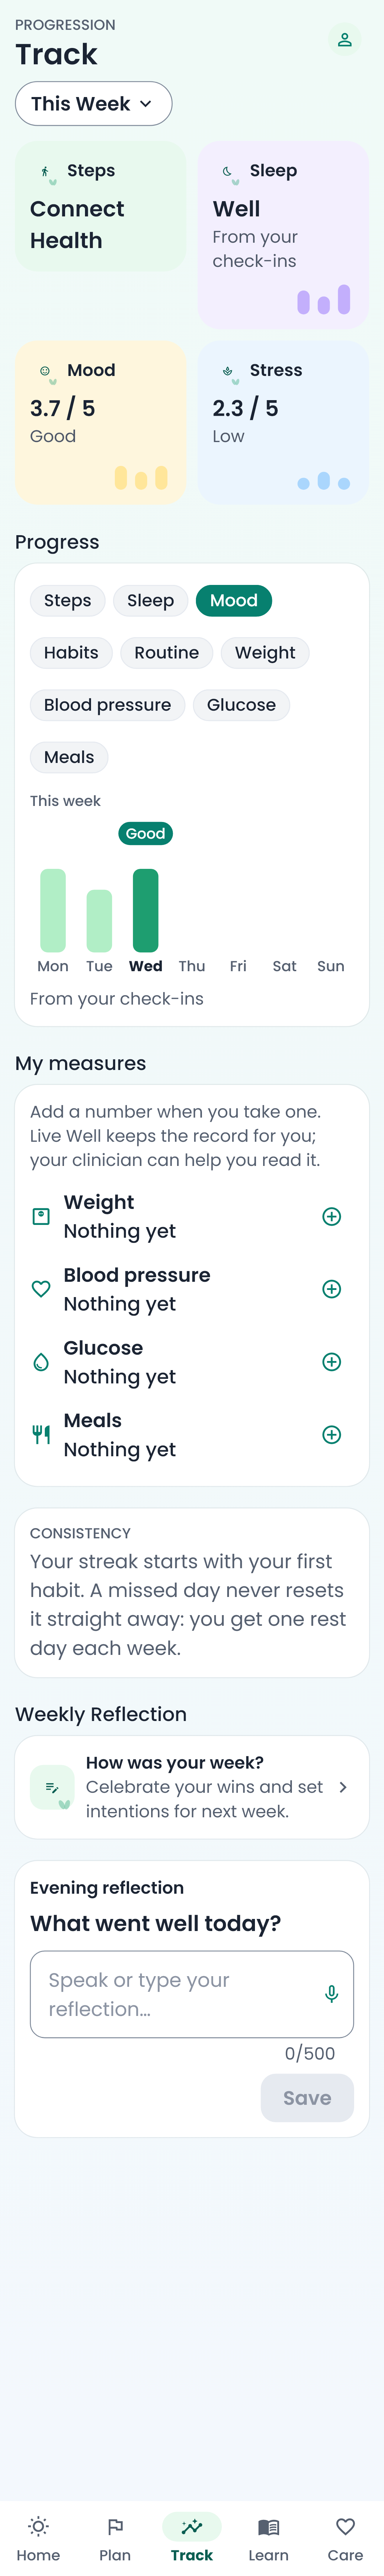 PROGRESSION
Track
This Week
Steps
Connect
Health
Sleep
Well
From your
check-ins
Mood
3.7 / 5
Good
Stress
2.3 / 5
Low
Progress
Steps
Sleep
Mood
Habits
Routine
Weight
Blood pressure
Glucose
Meals
This week
Good
Mon Tue Wed Thu Fri Sat Sun
From your check-ins
My measures
Add a number when you take one.
Live Well keeps the record for you;
your clinician can help you read it.
Weight
Nothing yet
Blood pressure
Nothing yet
Glucose
Nothing yet
Meals
Nothing yet
CONSISTENCY
Your streak starts with your first
habit. A missed day never resets
it straight away: you get one rest
day each week.
Weekly Reflection
How was your week?
Celebrate your wins and set
intentions for next week.
Evening reflection
What went well today?
Speak or type your
reflection...
0/500
Save
Home Plan Track Learn Care